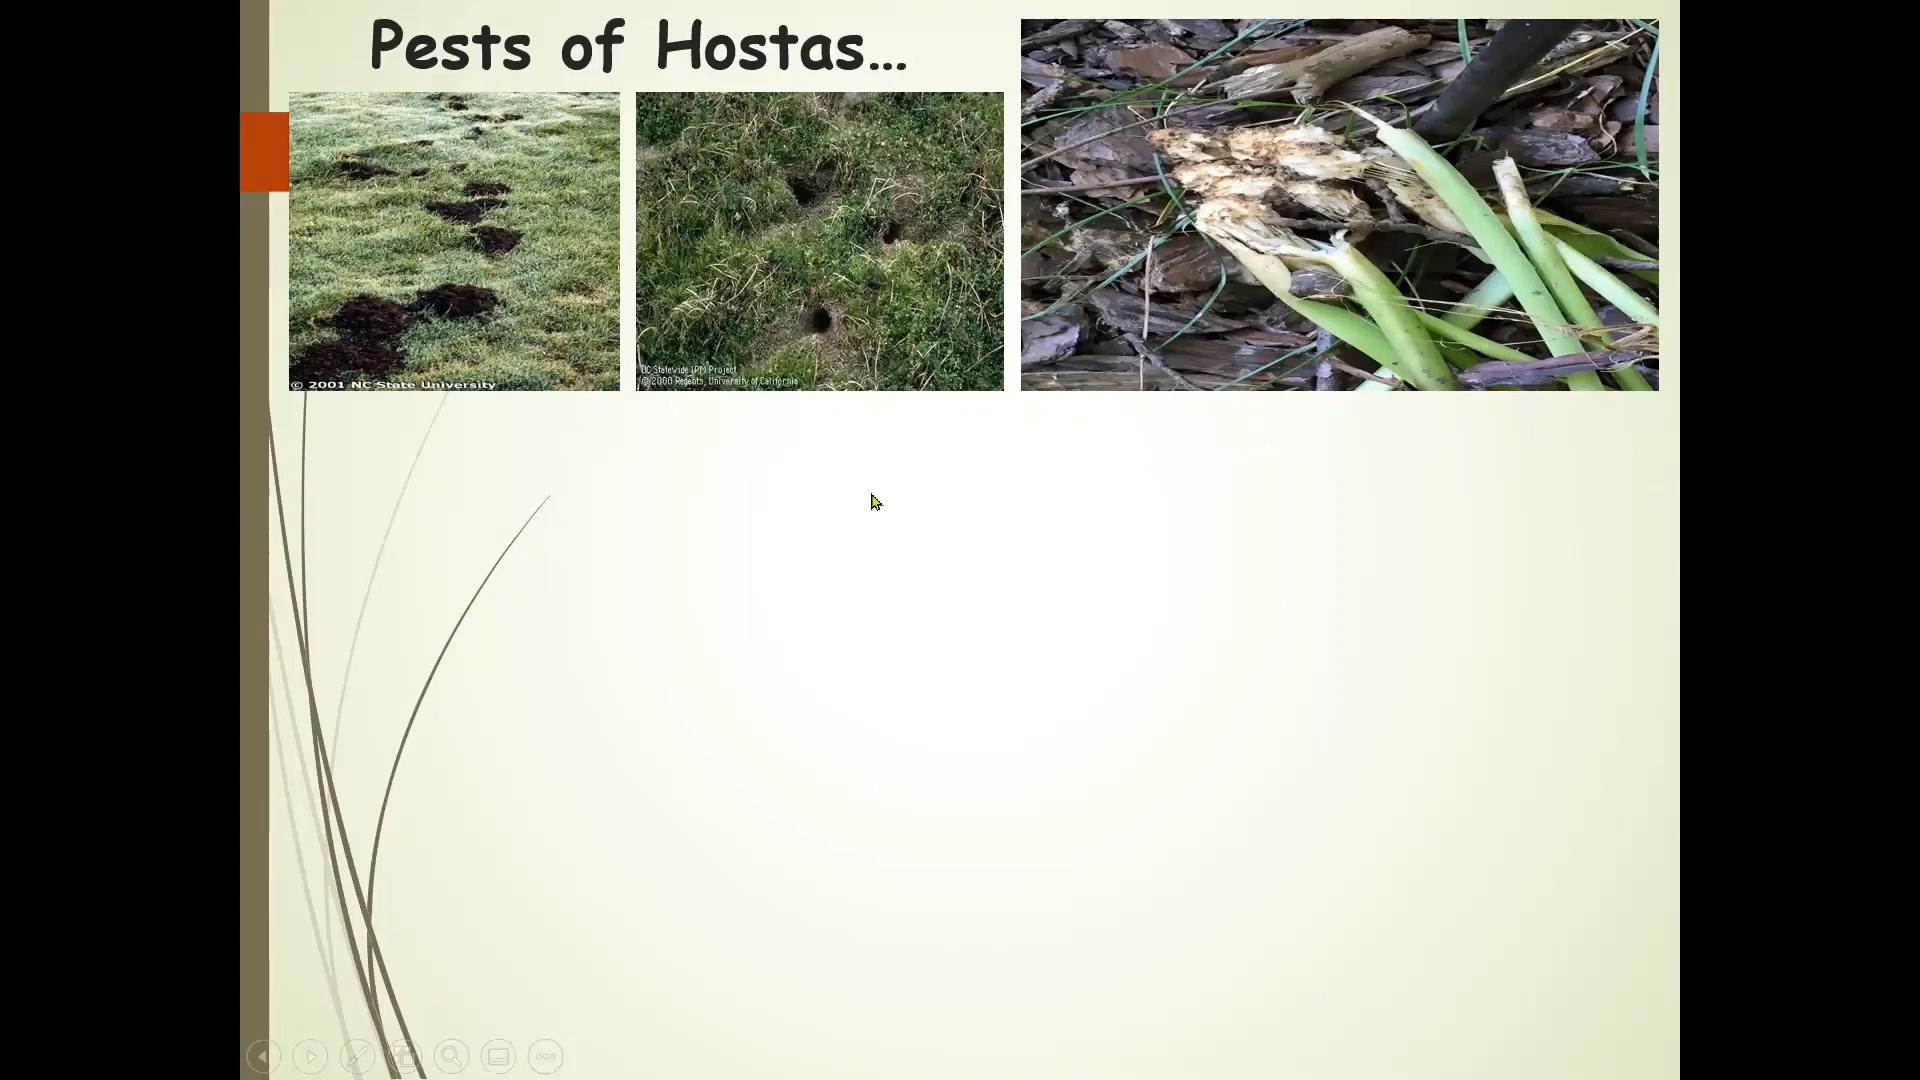 Pests of Hostas...
© 2001 NC State University
UC Statewide IPM Project
© 2000 Regents, University of California